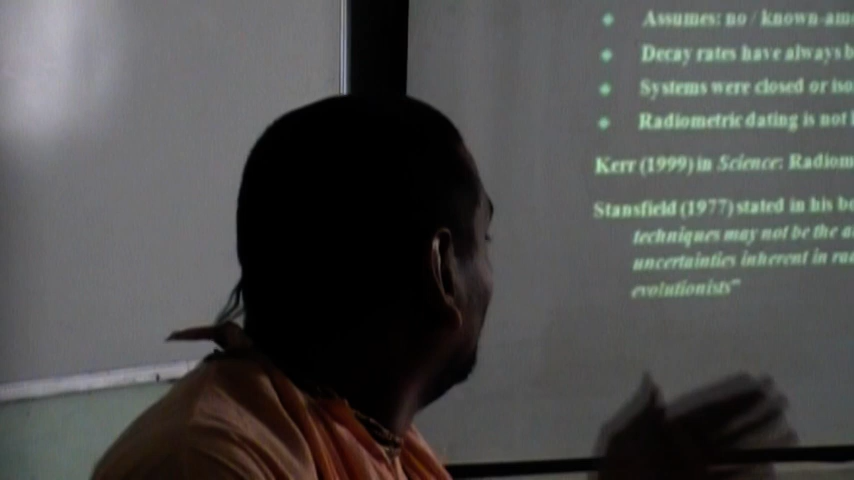 Assumes: no / known-am
Decay rates have always b
Systems were closed or iso
Radiometric dating is not
Kerr (1999) in Science: Radiom
Stansfield (1977) stated in his bo
techniques may not be the a
uncertainties inherent in ra
evolutionists"